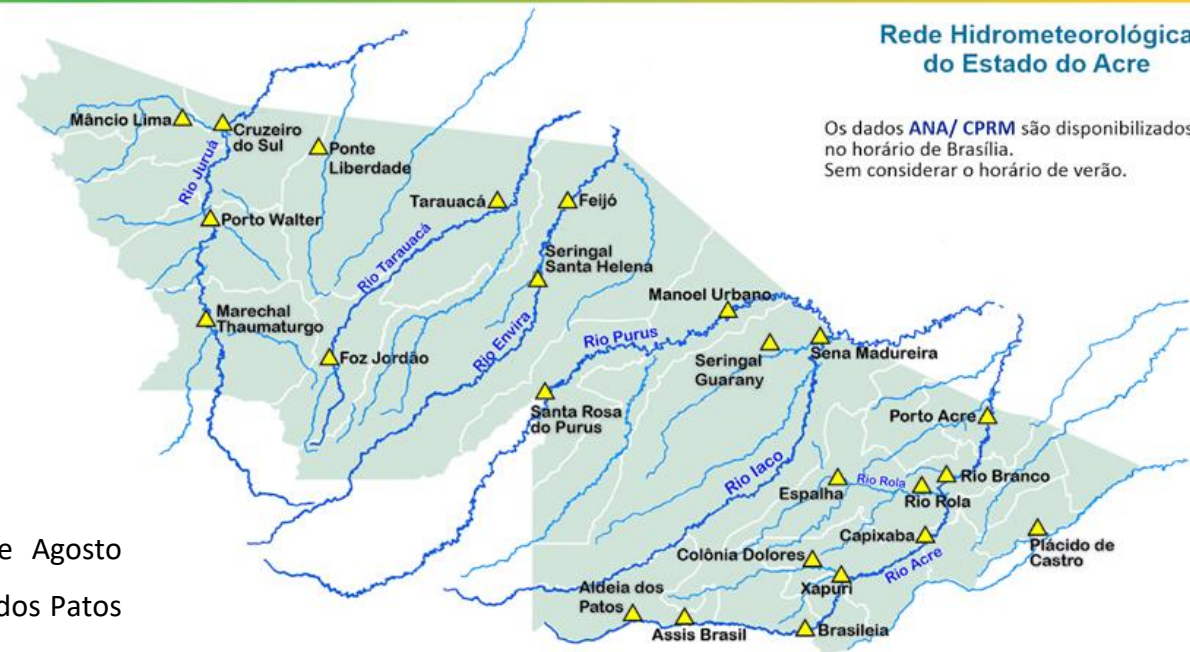 Rede Hidrometeorológica
do Estado do Acre
Os dados ANA/ CPRM são disponibilizados
no horário de Brasília.
Sem considerar o horário de verão.
Mâncio Lima
Cruzeiro
do Sul
Ponte
Liberdade
Rio Juruá
Tarauacá
Feijó
Porto Walter
Rio Tarauacá
Seringal
Santa Helena
Manoel Urbano
Marechal
Thaumaturgo
Foz Jordão
Rio Envira
Rio Purus
Seringal
Guarany
Sena Madureira
Santa Rosa
do Purus
Porto Acre
Rio Iaco
Espalha
Rio Rola
Rio Branco
Rio Rola
Capixaba
Plácido de
Castro
Colônia Dolores
Rio Acre
Xapuri
Aldeia dos
Patos
Assis Brasil
Brasileia
e Agosto
dos Patos